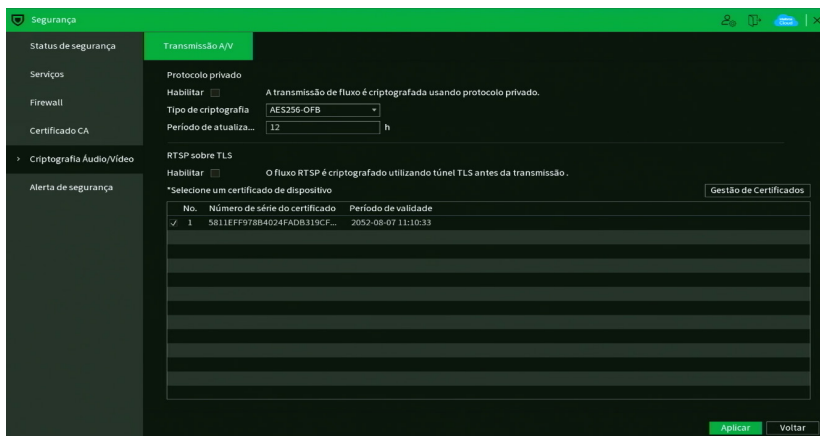 Segurança
Status de segurança
Serviços
Firewall
Certificado CA
Criptografia Áudio/Vídeo
Alerta de segurança
Transmissão A/V
Protocolo privado
Habilitar A transmissão de fluxo é criptografada usando protocolo privado.
Tipo de criptografia AES256-OFB
Período de atualiza... 12 h
RTSP sobre TLS
Habilitar O fluxo RTSP é criptografado utilizando túnel TLS antes da transmissão .
*Selecione um certificado de dispositivo Gestão de Certificados
No. Número de série do certificado Período de validade
1 5811EFF978B4024FADB319CF... 2052-08-07 11:10:33
Aplicar Voltar